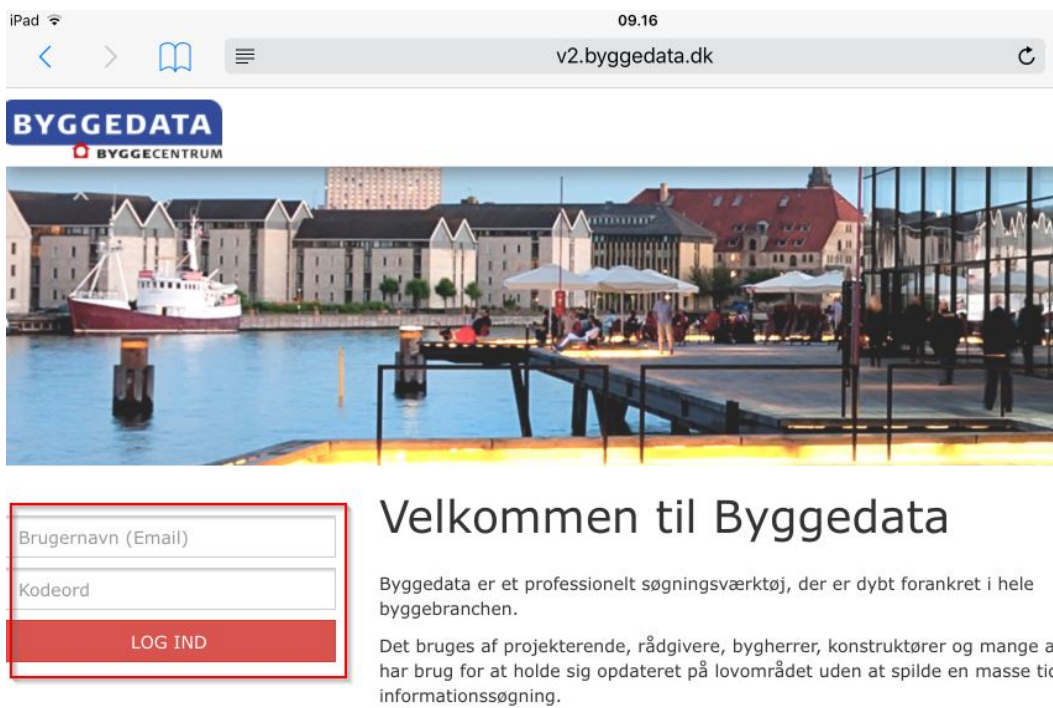 iPad 09.16
v2.byggedata.dk
BYGGEDATA
BYGGECENTRUM
Brugernavn (Email)
Kodeord
LOG IND
Velkommen til Byggedata
Byggedata er et professionelt søgningsværktøj, der er dybt forankret i hele
byggebranchen.
Det bruges af projekterende, rådgivere, bygherrer, konstruktører og mange a
har brug for at holde sig opdateret på lovområdet uden at spilde en masse tid
informationssøgning.